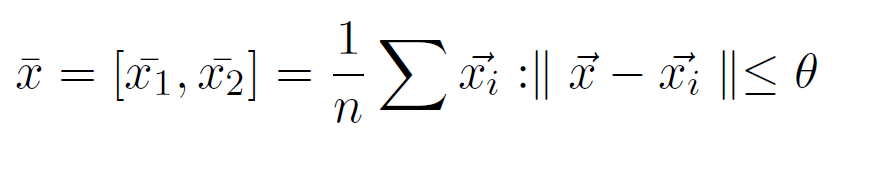 x̄ = [x̄₁, x̄₂] = 1/n ∑ x⃗ᵢ :‖ x⃗ − x⃗ᵢ ‖≤ θ